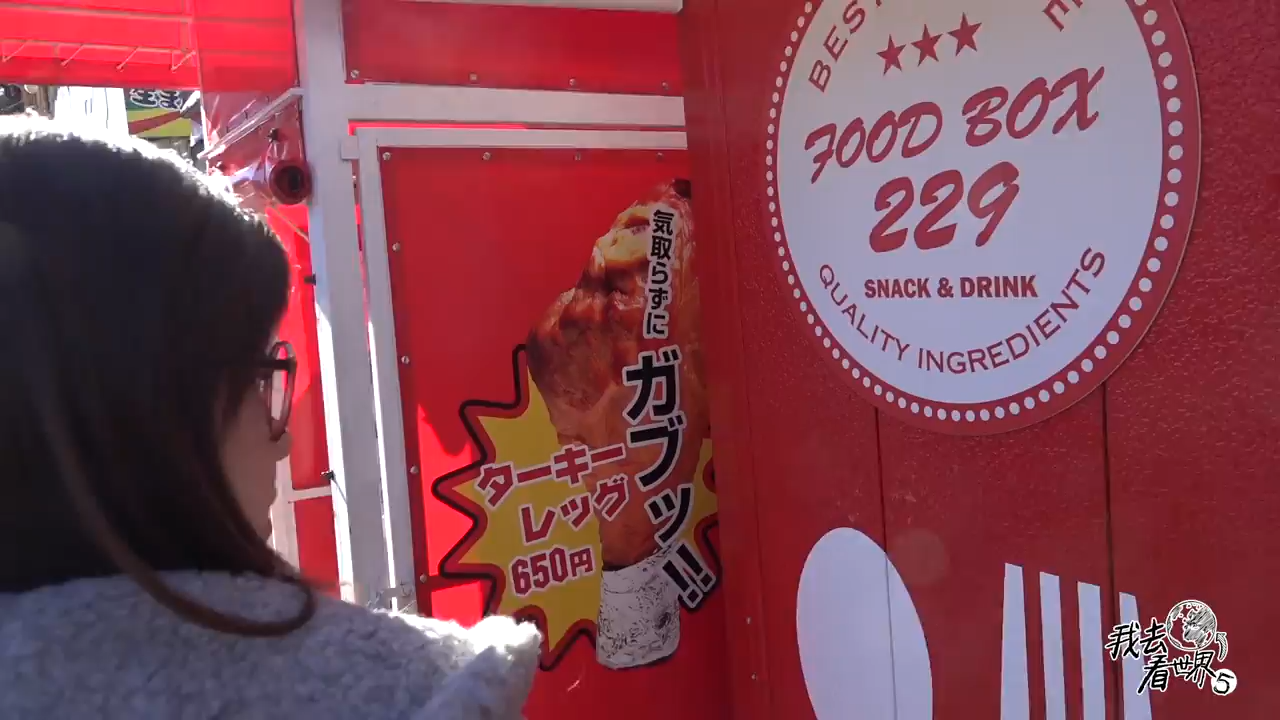 BEST
★★★
FOOD BOX
229
SNACK & DRINK
QUALITY INGREDIENTS
気取らずに
ガブッ!!
ターキー
レッグ
650円
我去
看世界5